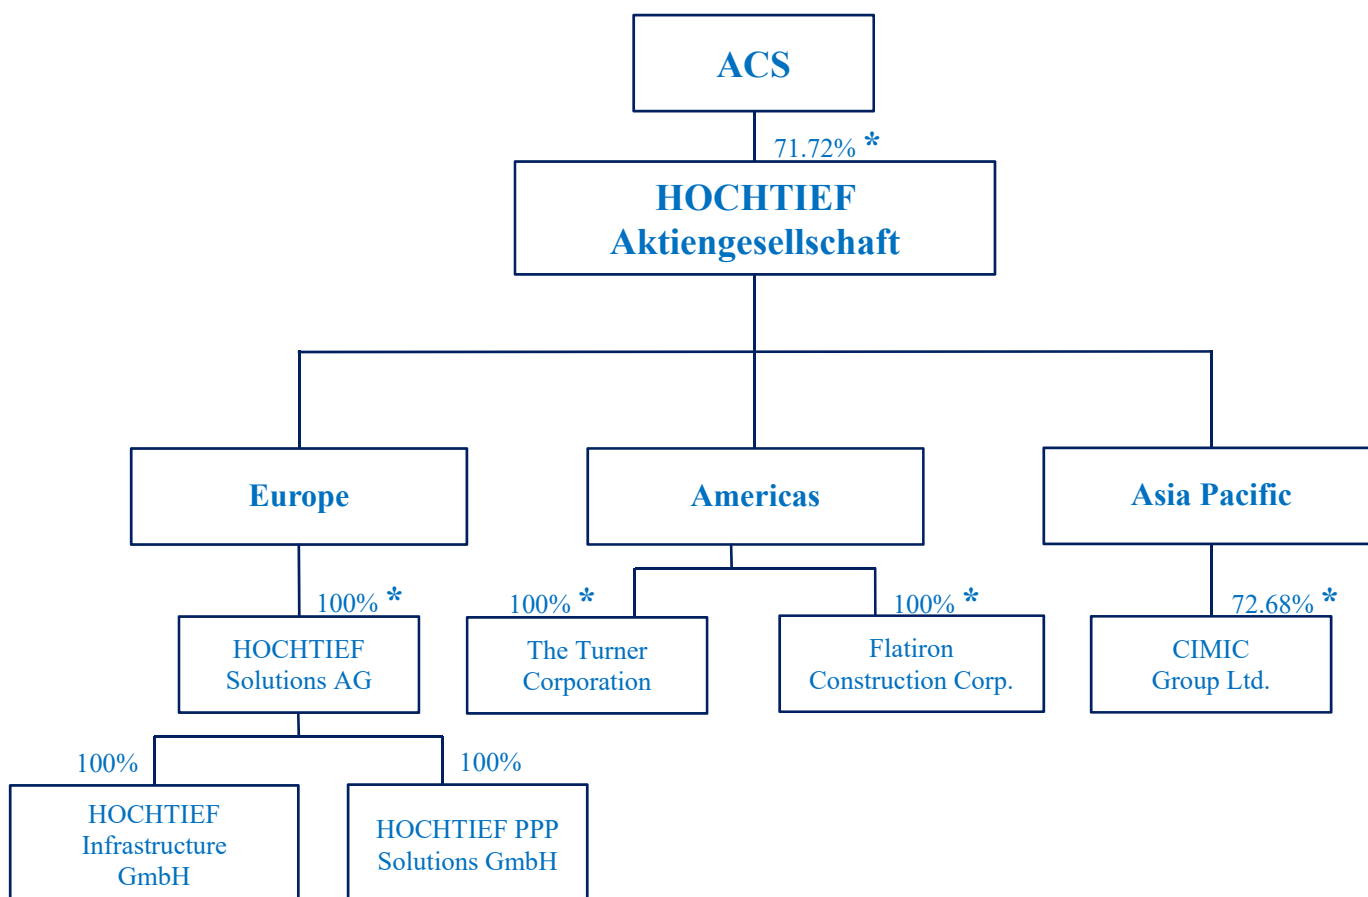 ACS
71.72% *
HOCHTIEF
Aktiengesellschaft
Europe
Americas
Asia Pacific
100% *
100% *
100% *
72.68% *
HOCHTIEF
Solutions AG
The Turner
Corporation
Flatiron
Construction Corp.
CIMIC
Group Ltd.
100%
100%
HOCHTIEF
Infrastructure
GmbH
HOCHTIEF PPP
Solutions GmbH